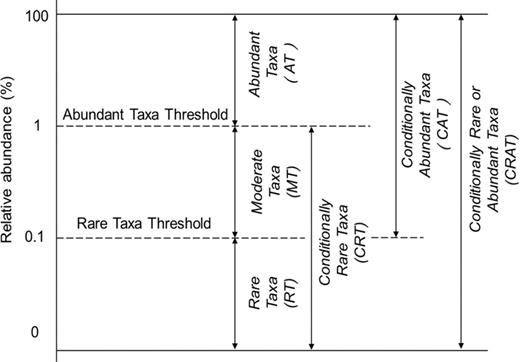 100
Relative abundance (%)
Abundant Taxa Threshold
1
Rare Taxa Threshold
0.1
0
Abundant
Taxa
( AT)
Moderate
Taxa
(MT)
Rare
Taxa
(RT)
Conditionally
Rare Taxa
(CRT)
Conditionally
Abundant Taxa
( CAT )
Conditionally Rare or
Abundant Taxa
(CRAT)